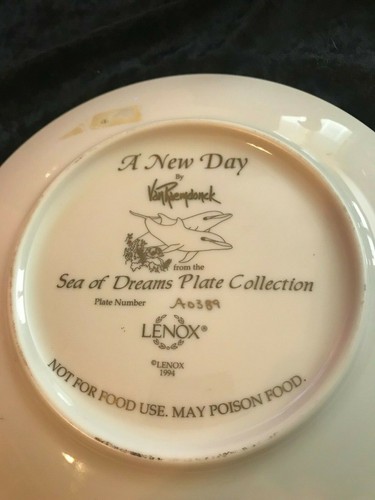 A New Day
By
Van Ruerdonck
from the
Sea of Dreams Plate Collection
Plate Number A0389
LENOX®
©LENOX
1994
NOT FOR FOOD USE. MAY POISON FOOD.